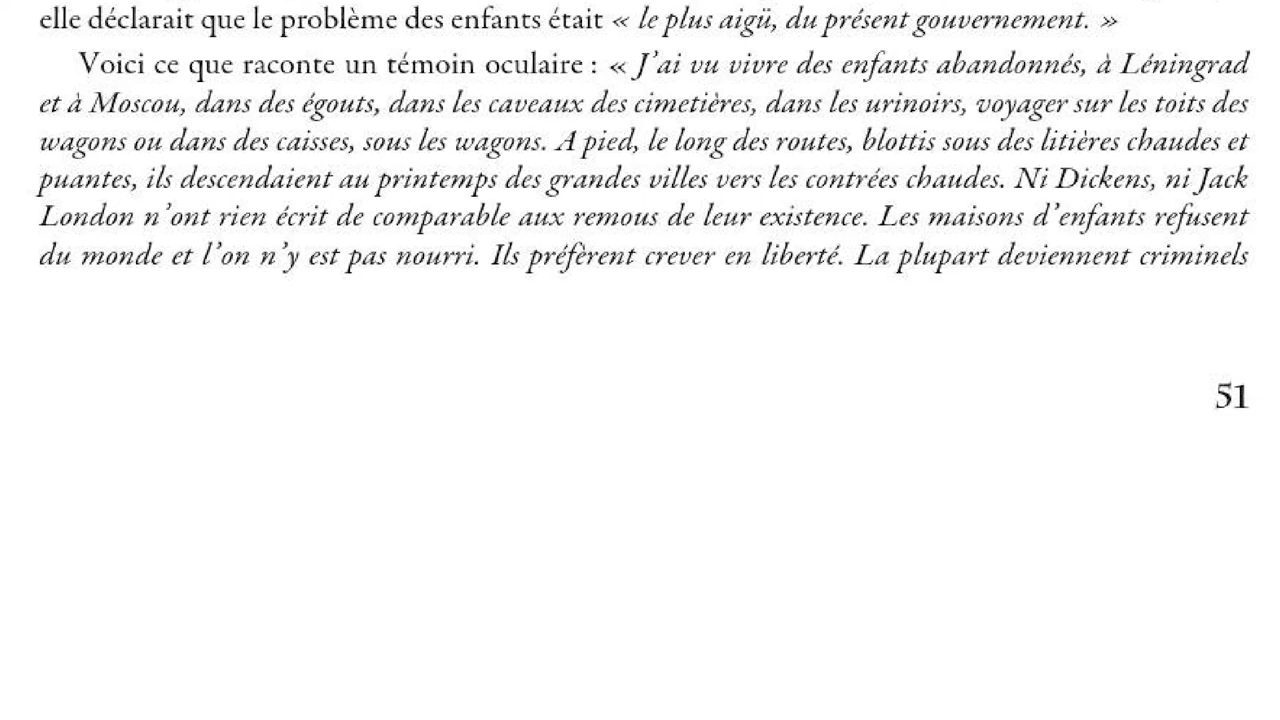 elle déclarait que le problème des enfants était « le plus aigü, du présent gouvernement. »
Voici ce que raconte un témoin oculaire : « J’ai vu vivre des enfants abandonnés, à Léningrad
et à Moscou, dans des égouts, dans les caveaux des cimetières, dans les urinoirs, voyager sur les toits des
wagons ou dans des caisses, sous les wagons. A pied, le long des routes, blottis sous des litières chaudes et
puantes, ils descendaient au printemps des grandes villes vers les contrées chaudes. Ni Dickens, ni Jack
London n’ont rien écrit de comparable aux remous de leur existence. Les maisons d’enfants refusent
du monde et l’on n’y est pas nourri. Ils préfèrent crever en liberté. La plupart deviennent criminels
51